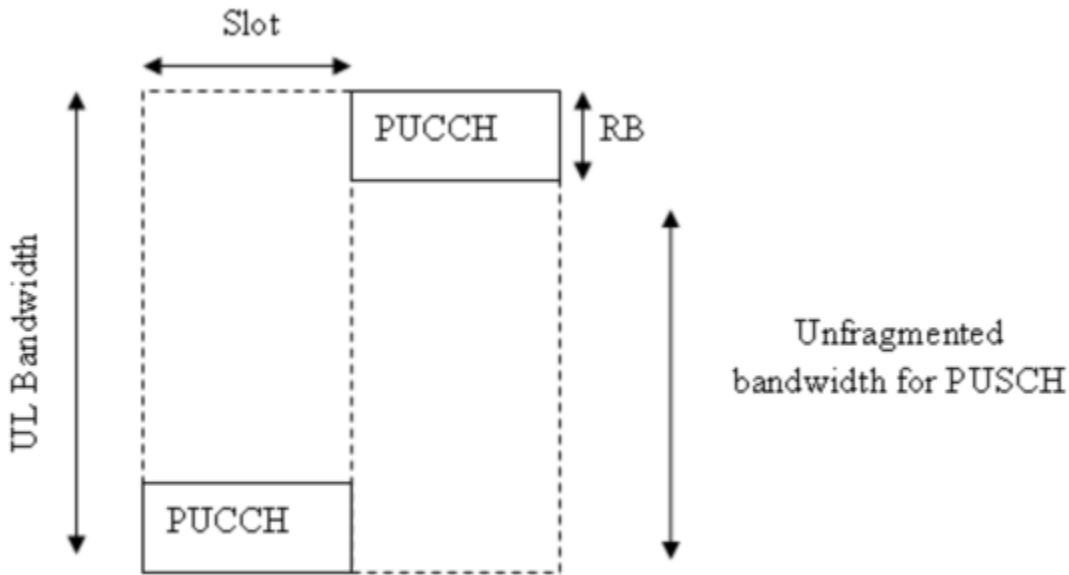 Slot
PUCCH
RB
UL Bandwidth
Unfragmented
bandwidth for PUSCH
PUCCH